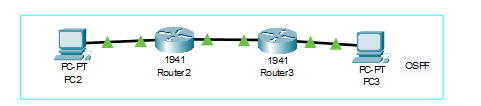 PC-PT
PC2
1941
Router2
1941
Router3
PC-PT
PC3
OSPF